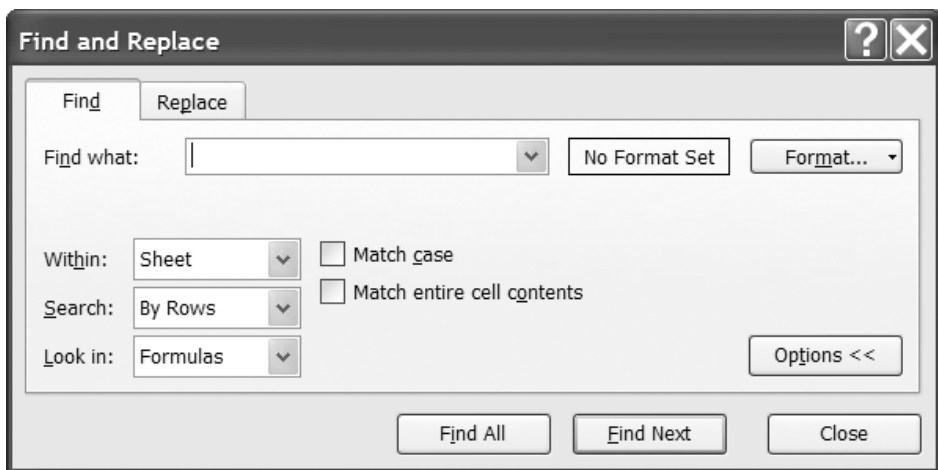 Find and Replace
Find Replace
Find what: No Format Set Format...
Within: Sheet Match case
Search: By Rows Match entire cell contents
Look in: Formulas Options <<
Find All Find Next Close